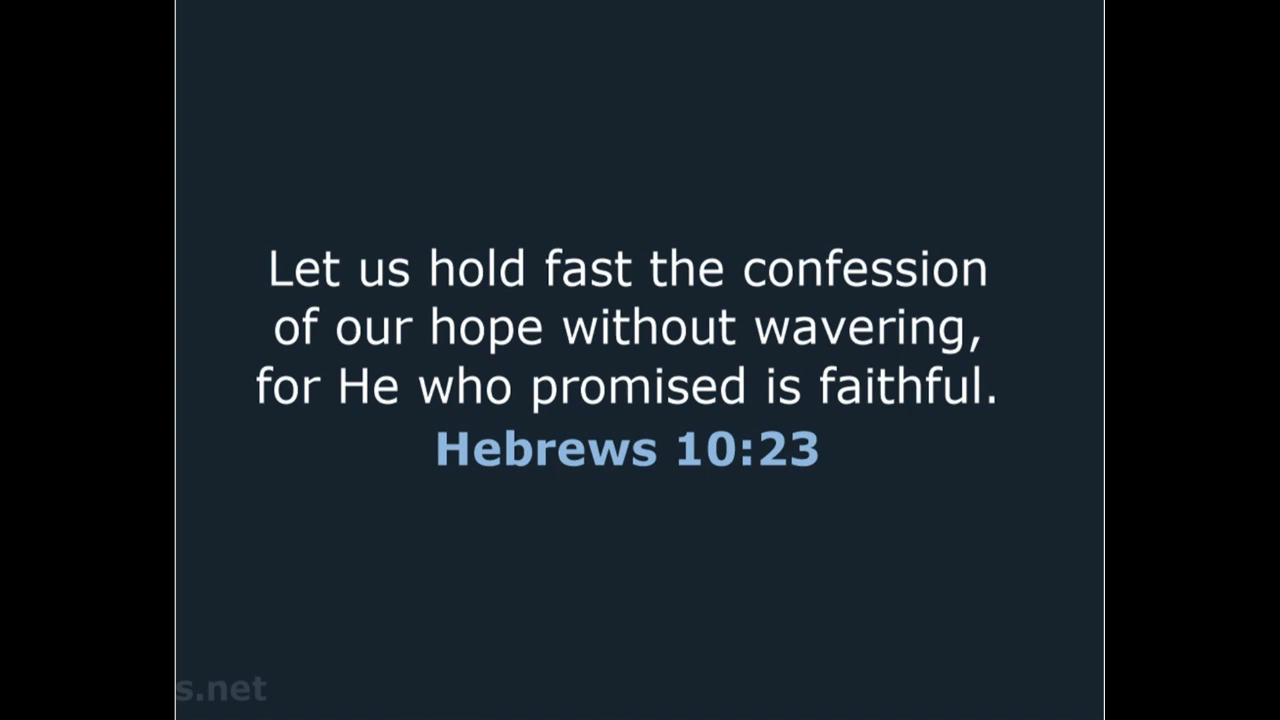 Let us hold fast the confession
of our hope without wavering,
for He who promised is faithful.
Hebrews 10:23
s.net